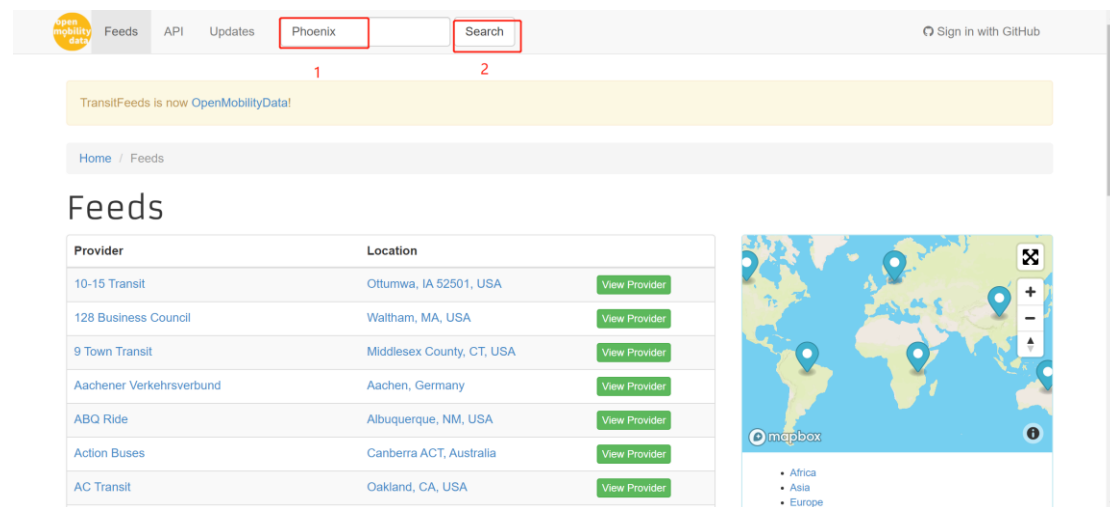 open
mobility
data
Feeds API Updates Phoenix Search Sign in with GitHub
1 2
TransitFeeds is now OpenMobilityData!
Home / Feeds
Feeds
Provider Location
10-15 Transit Ottumwa, IA 52501, USA View Provider
128 Business Council Waltham, MA, USA View Provider
9 Town Transit Middlesex County, CT, USA View Provider
Aachener Verkehrsverbund Aachen, Germany View Provider
ABQ Ride Albuquerque, NM, USA View Provider
Action Buses Canberra ACT, Australia View Provider
AC Transit Oakland, CA, USA View Provider
mapbox
Africa
Asia
Europe